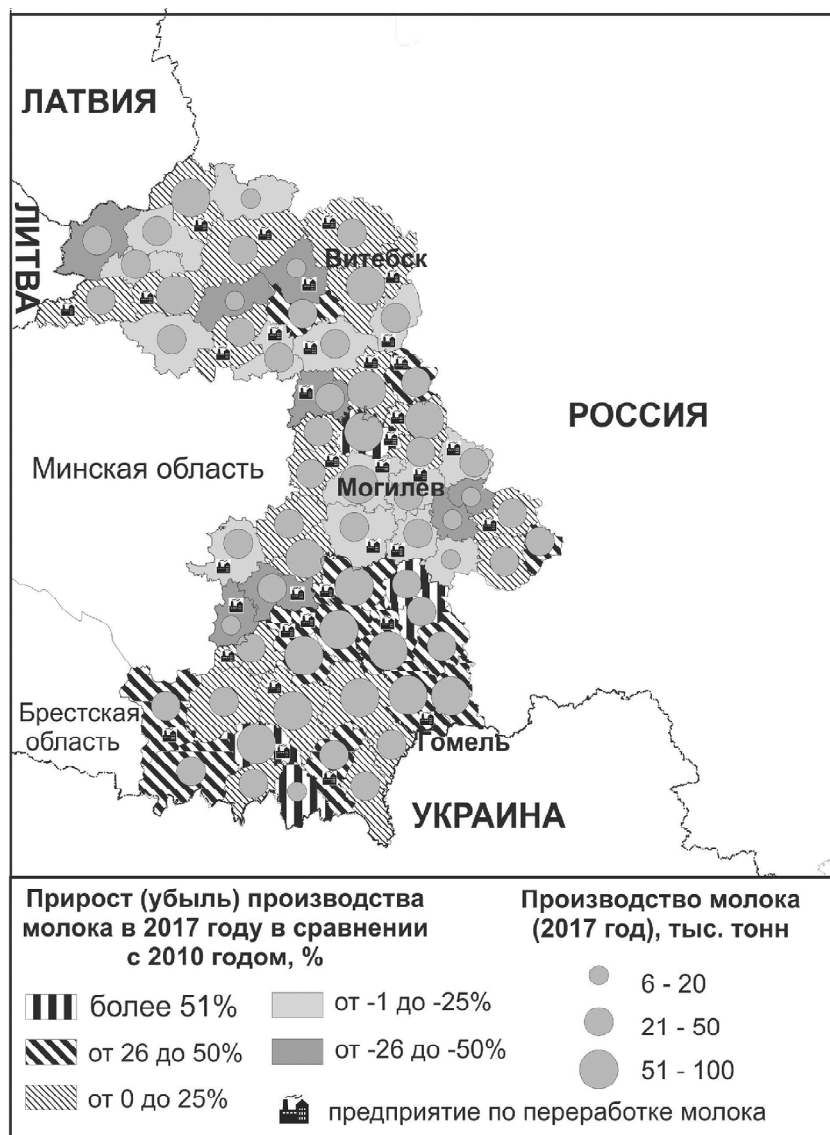 ЛАТВИЯ
ЛИТВА
Витебск
РОССИЯ
Минская область
Могилев
Брестская
область
Гомель
УКРАИНА
Прирост (убыль) производства
молока в 2017 году в сравнении
с 2010 годом, %
более 51%
от 26 до 50%
от 0 до 25%
от -1 до -25%
от -26 до -50%
предприятие по переработке молока
Производство молока
(2017 год), тыс. тонн
6 - 20
21 - 50
51 - 100